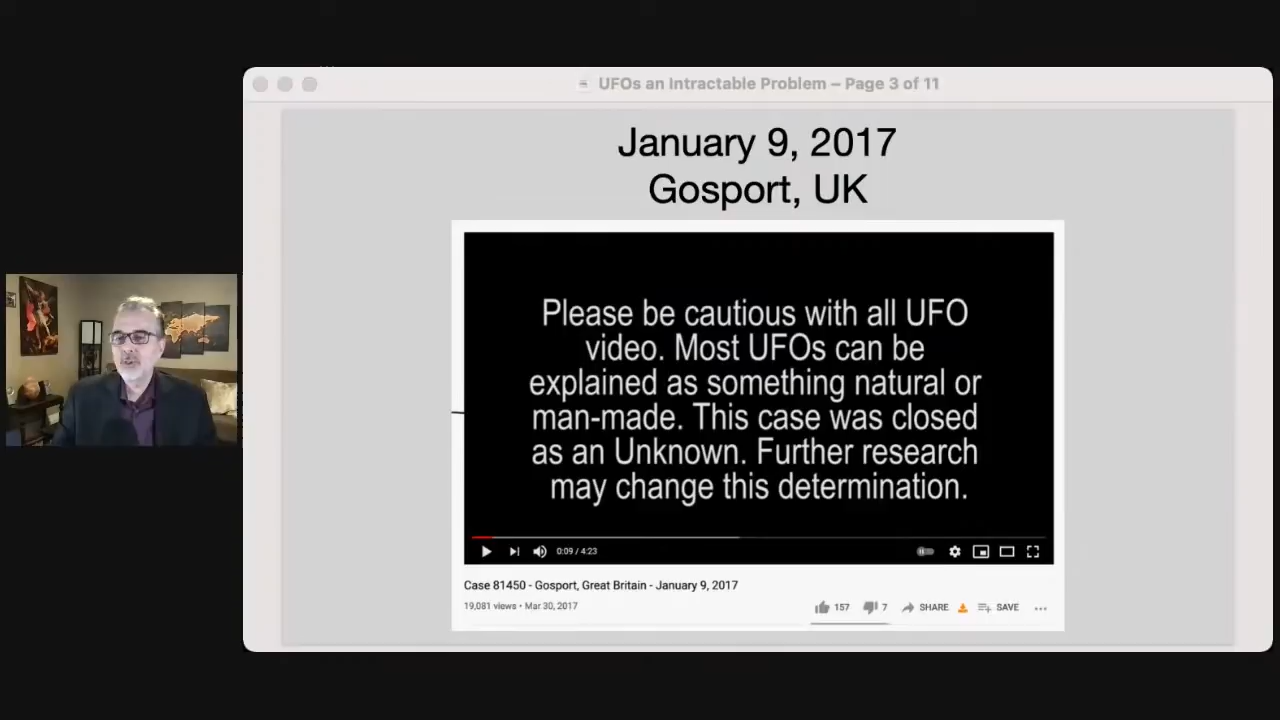 UFOs an Intractable Problem – Page 3 of 11
January 9, 2017
Gosport, UK
Please be cautious with all UFO
video. Most UFOs can be
explained as something natural or
man-made. This case was closed
as an Unknown. Further research
may change this determination.
0:09 / 4:23
Case 81450 - Gosport, Great Britain - January 9, 2017
19,081 views • Mar 30, 2017
157 7 SHARE SAVE